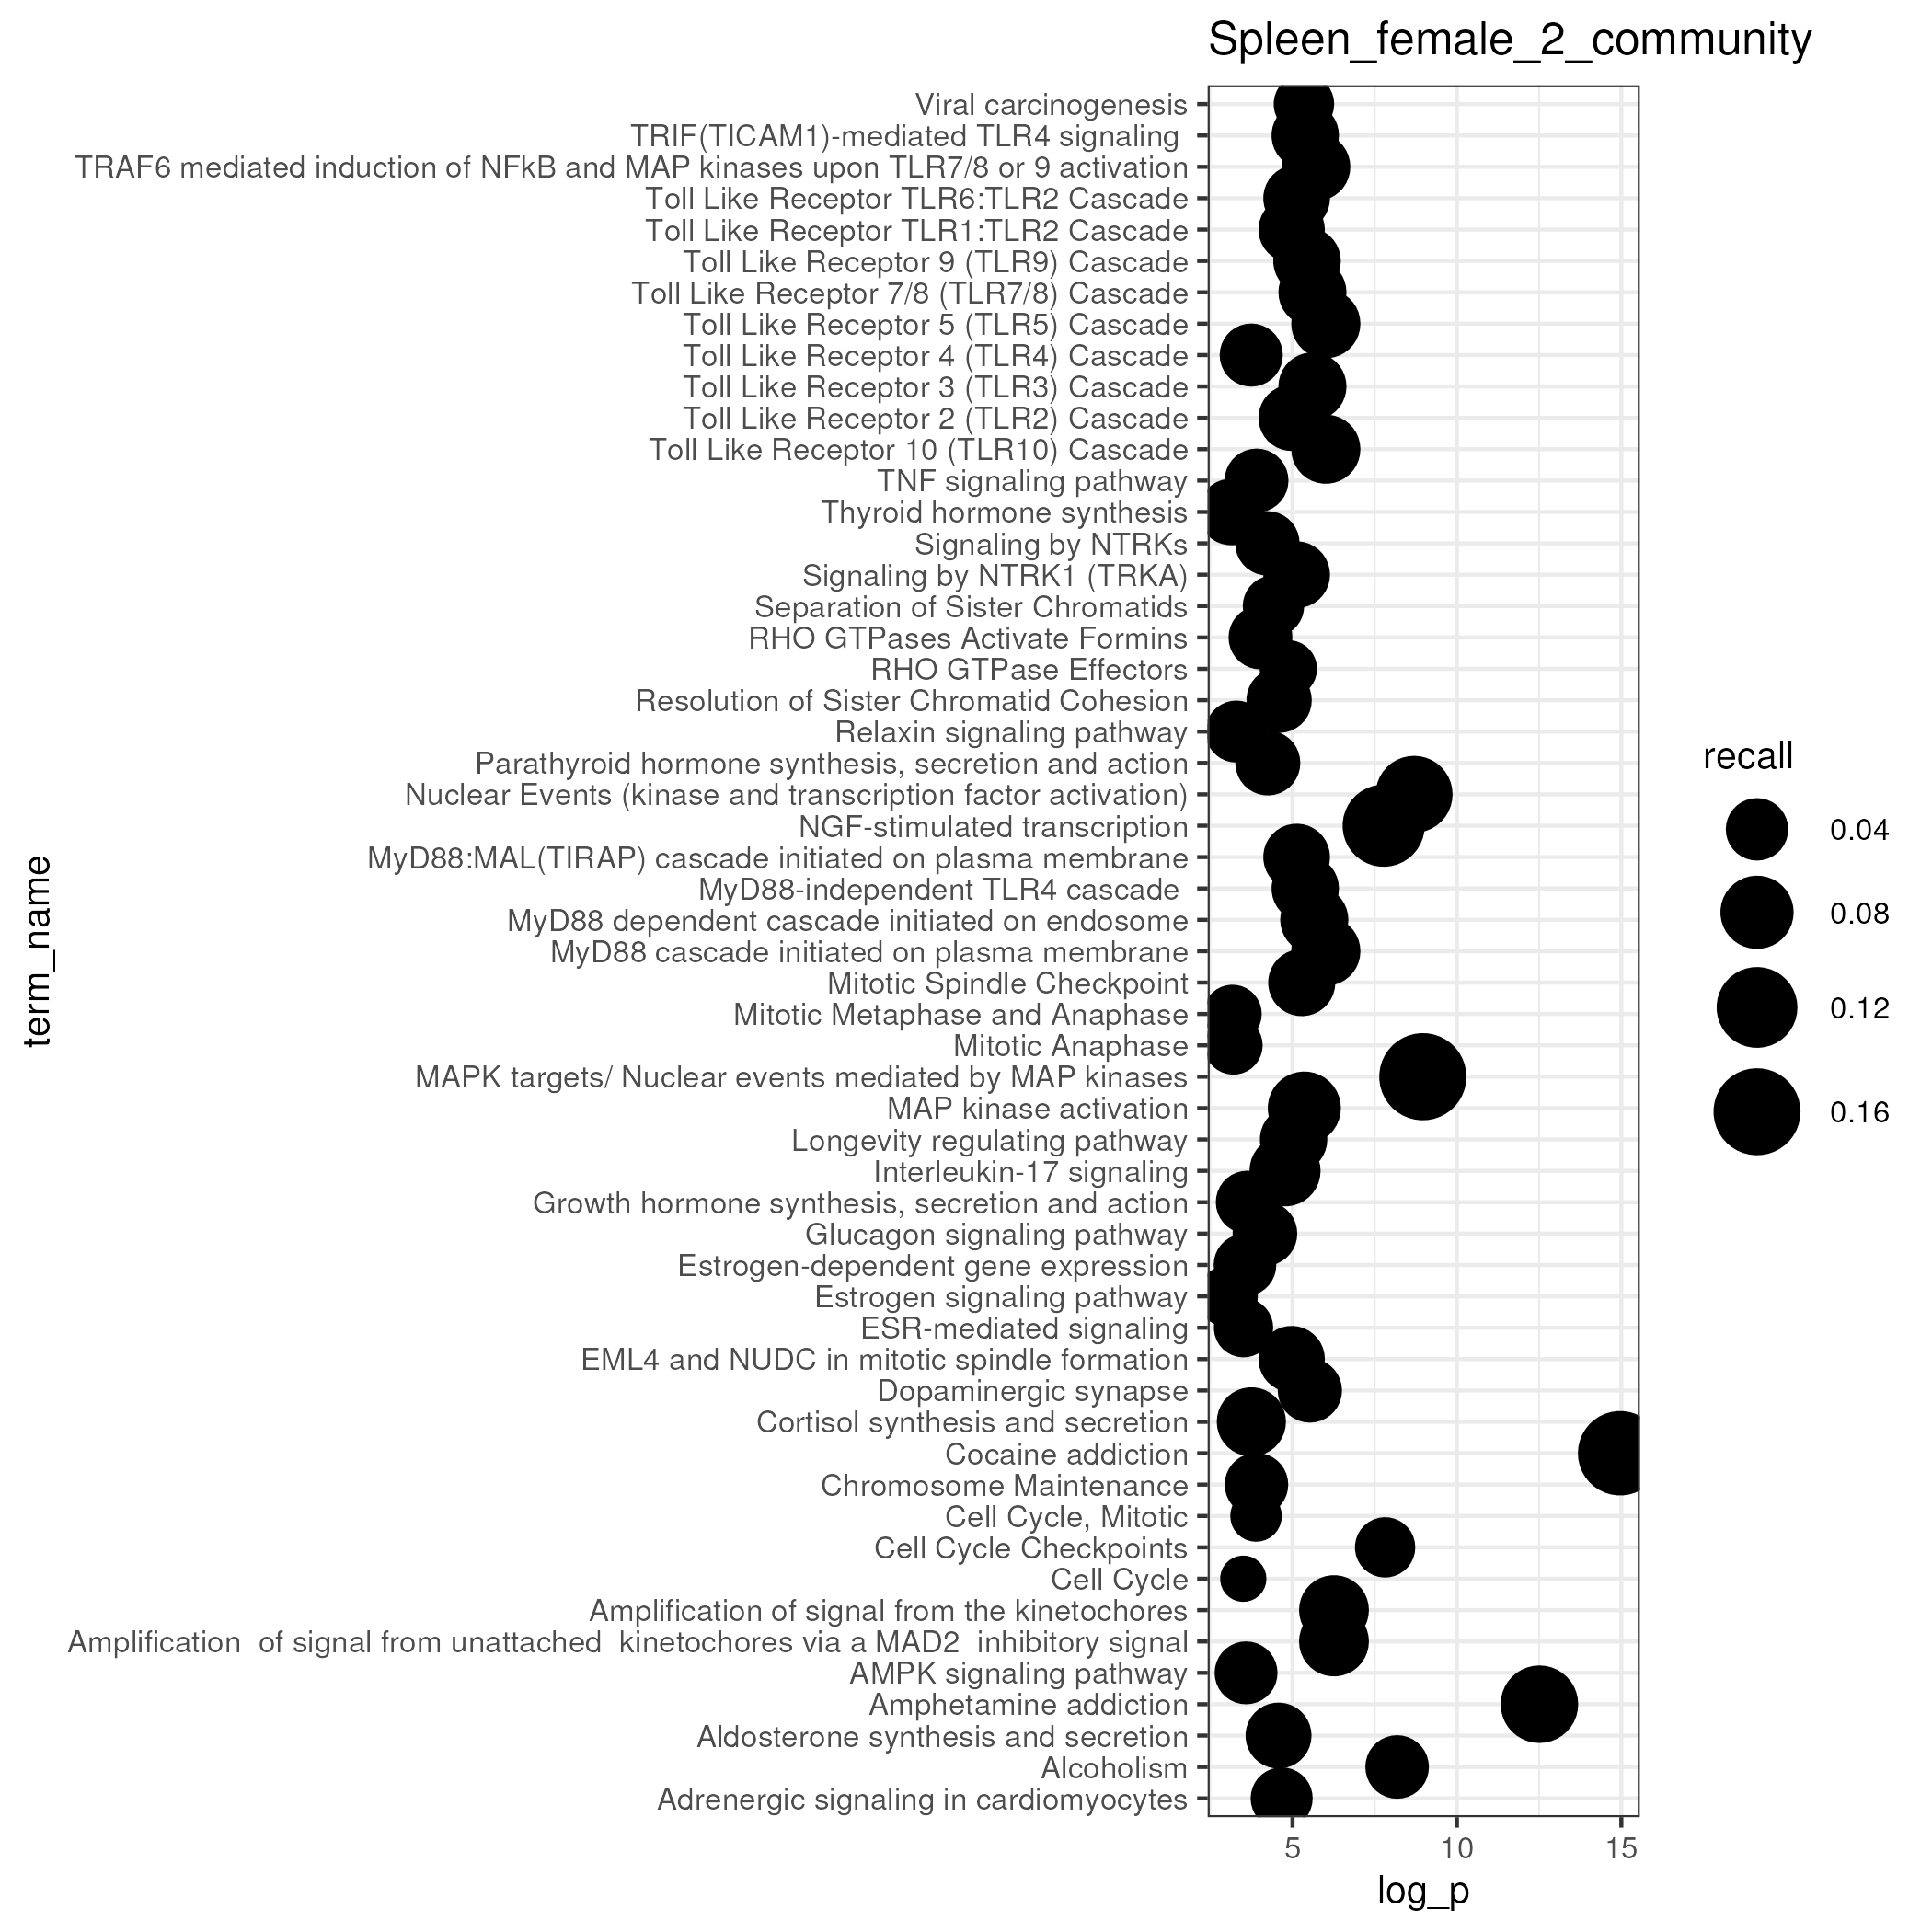 Spleen_female_2_community
term_name
Viral carcinogenesis
TRIF(TICAM1)-mediated TLR4 signaling
TRAF6 mediated induction of NFkB and MAP kinases upon TLR7/8 or 9 activation
Toll Like Receptor TLR6:TLR2 Cascade
Toll Like Receptor TLR1:TLR2 Cascade
Toll Like Receptor 9 (TLR9) Cascade
Toll Like Receptor 7/8 (TLR7/8) Cascade
Toll Like Receptor 5 (TLR5) Cascade
Toll Like Receptor 4 (TLR4) Cascade
Toll Like Receptor 3 (TLR3) Cascade
Toll Like Receptor 2 (TLR2) Cascade
Toll Like Receptor 10 (TLR10) Cascade
TNF signaling pathway
Thyroid hormone synthesis
Signaling by NTRKs
Signaling by NTRK1 (TRKA)
Separation of Sister Chromatids
RHO GTPases Activate Formins
RHO GTPase Effectors
Resolution of Sister Chromatid Cohesion
Relaxin signaling pathway
Parathyroid hormone synthesis, secretion and action
Nuclear Events (kinase and transcription factor activation)
NGF-stimulated transcription
MyD88:MAL(TIRAP) cascade initiated on plasma membrane
MyD88-independent TLR4 cascade
MyD88 dependent cascade initiated on endosome
MyD88 cascade initiated on plasma membrane
Mitotic Spindle Checkpoint
Mitotic Metaphase and Anaphase
Mitotic Anaphase
MAPK targets/ Nuclear events mediated by MAP kinases
MAP kinase activation
Longevity regulating pathway
Interleukin-17 signaling
Growth hormone synthesis, secretion and action
Glucagon signaling pathway
Estrogen-dependent gene expression
Estrogen signaling pathway
ESR-mediated signaling
EML4 and NUDC in mitotic spindle formation
Dopaminergic synapse
Cortisol synthesis and secretion
Cocaine addiction
Chromosome Maintenance
Cell Cycle, Mitotic
Cell Cycle Checkpoints
Cell Cycle
Amplification of signal from the kinetochores
Amplification  of signal from unattached  kinetochores via a MAD2  inhibitory signal
AMPK signaling pathway
Amphetamine addiction
Aldosterone synthesis and secretion
Alcoholism
Adrenergic signaling in cardiomyocytes
5 10 15
log_p
recall
0.04
0.08
0.12
0.16